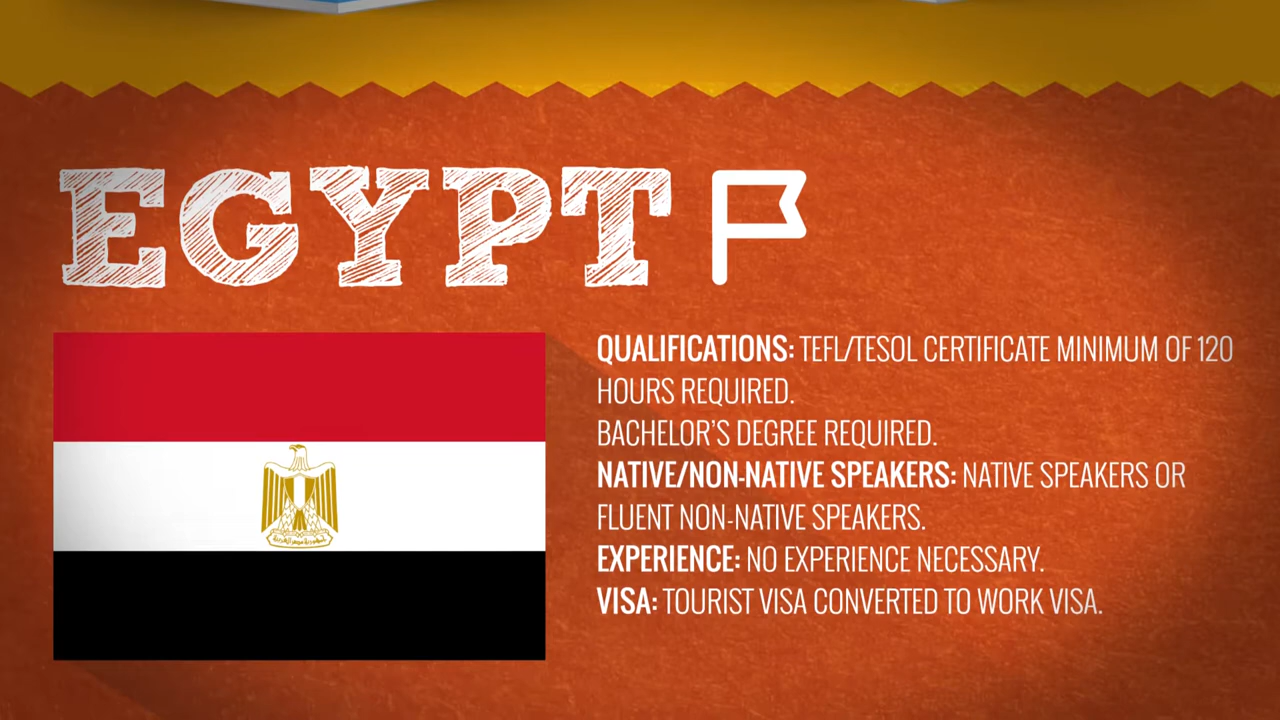 EGYPT
QUALIFICATIONS: TEFL/TESOL CERTIFICATE MINIMUM OF 120
HOURS REQUIRED.
BACHELOR'S DEGREE REQUIRED.
NATIVE/NON-NATIVE SPEAKERS: NATIVE SPEAKERS OR
FLUENT NON-NATIVE SPEAKERS.
EXPERIENCE: NO EXPERIENCE NECESSARY.
VISA: TOURIST VISA CONVERTED TO WORK VISA.